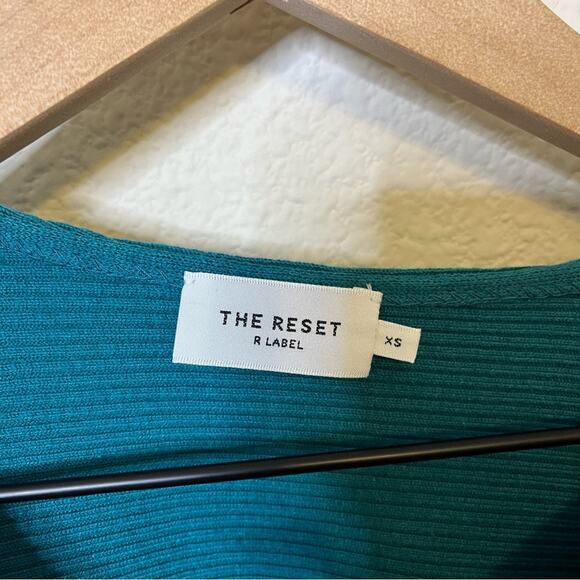 THE RESET
R LABEL
XS